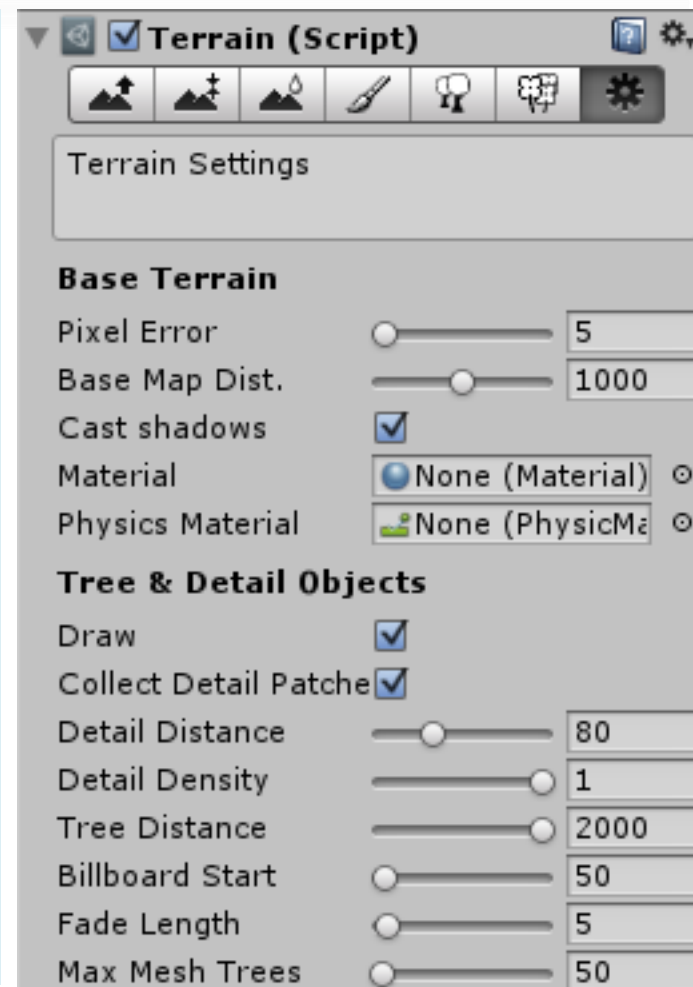 Terrain (Script)
Terrain Settings
Base Terrain
Pixel Error 5
Base Map Dist. 1000
Cast shadows
Material None (Material)
Physics Material None (PhysicMa
Tree & Detail Objects
Draw
Collect Detail Patche
Detail Distance 80
Detail Density 1
Tree Distance 2000
Billboard Start 50
Fade Length 5
Max Mesh Trees 50